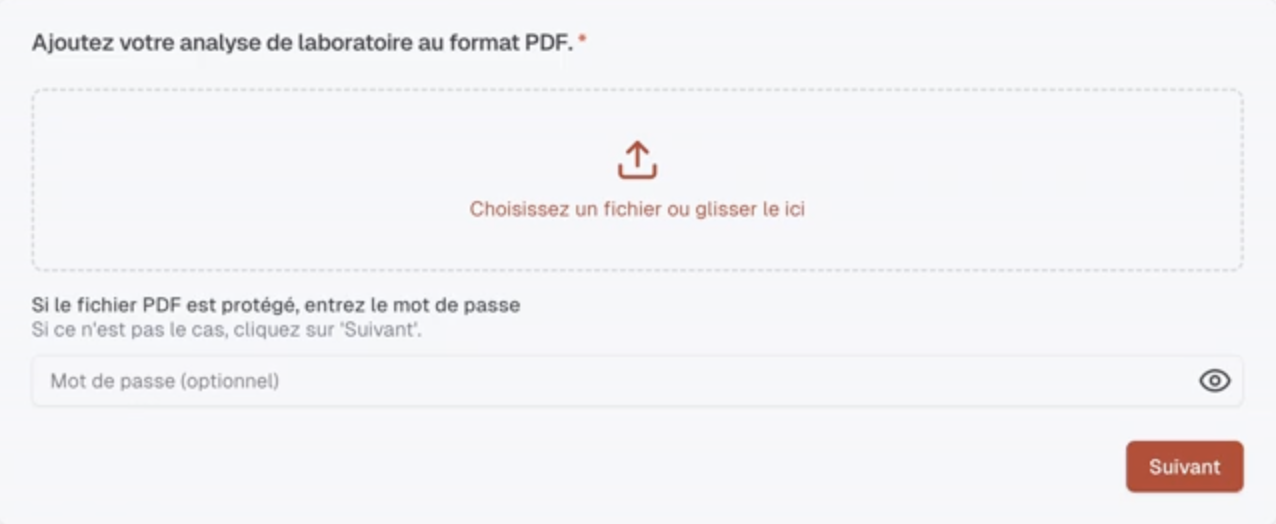 Ajoutez votre analyse de laboratoire au format PDF. *
Choisissez un fichier ou glisser le ici
Si le fichier PDF est protégé, entrez le mot de passe
Si ce n'est pas le cas, cliquez sur 'Suivant'.
Mot de passe (optionnel)
Suivant